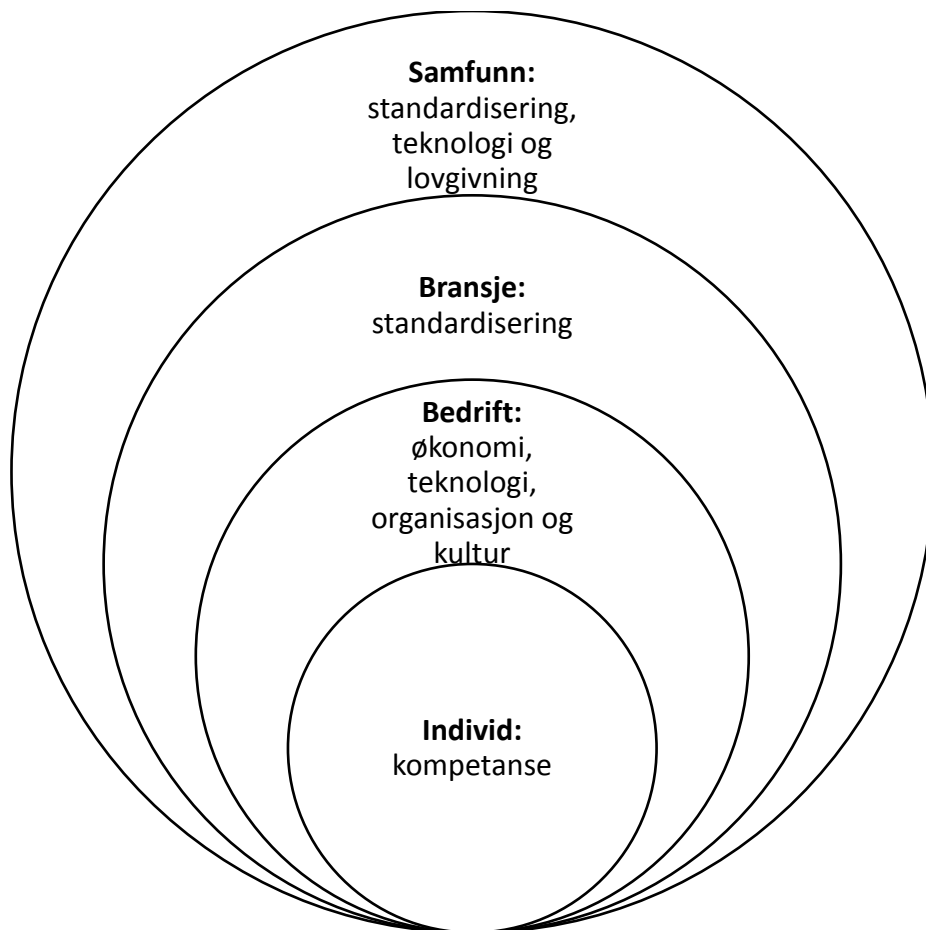 Samfunn:
standardisering,
teknologi og
lovgivning
Bransje:
standardisering
Bedrift:
økonomi,
teknologi,
organisasjon og
kultur
Individ:
kompetanse